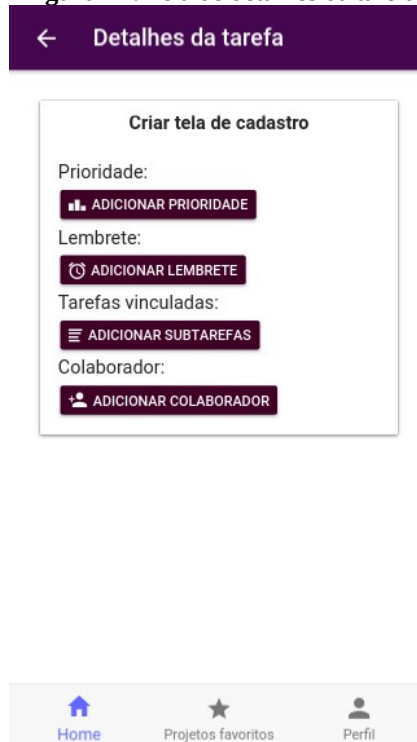 Detalhes da tarefa
Criar tela de cadastro
Prioridade:
ADICIONAR PRIORIDADE
Lembrete:
ADICIONAR LEMBRETE
Tarefas vinculadas:
ADICIONAR SUBTAREFAS
Colaborador:
ADICIONAR COLABORADOR
Home Projetos favoritos Perfil